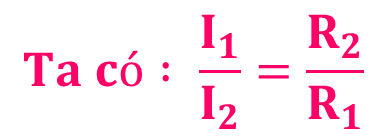 Ta có : I₁/I₂ = R₂/R₁